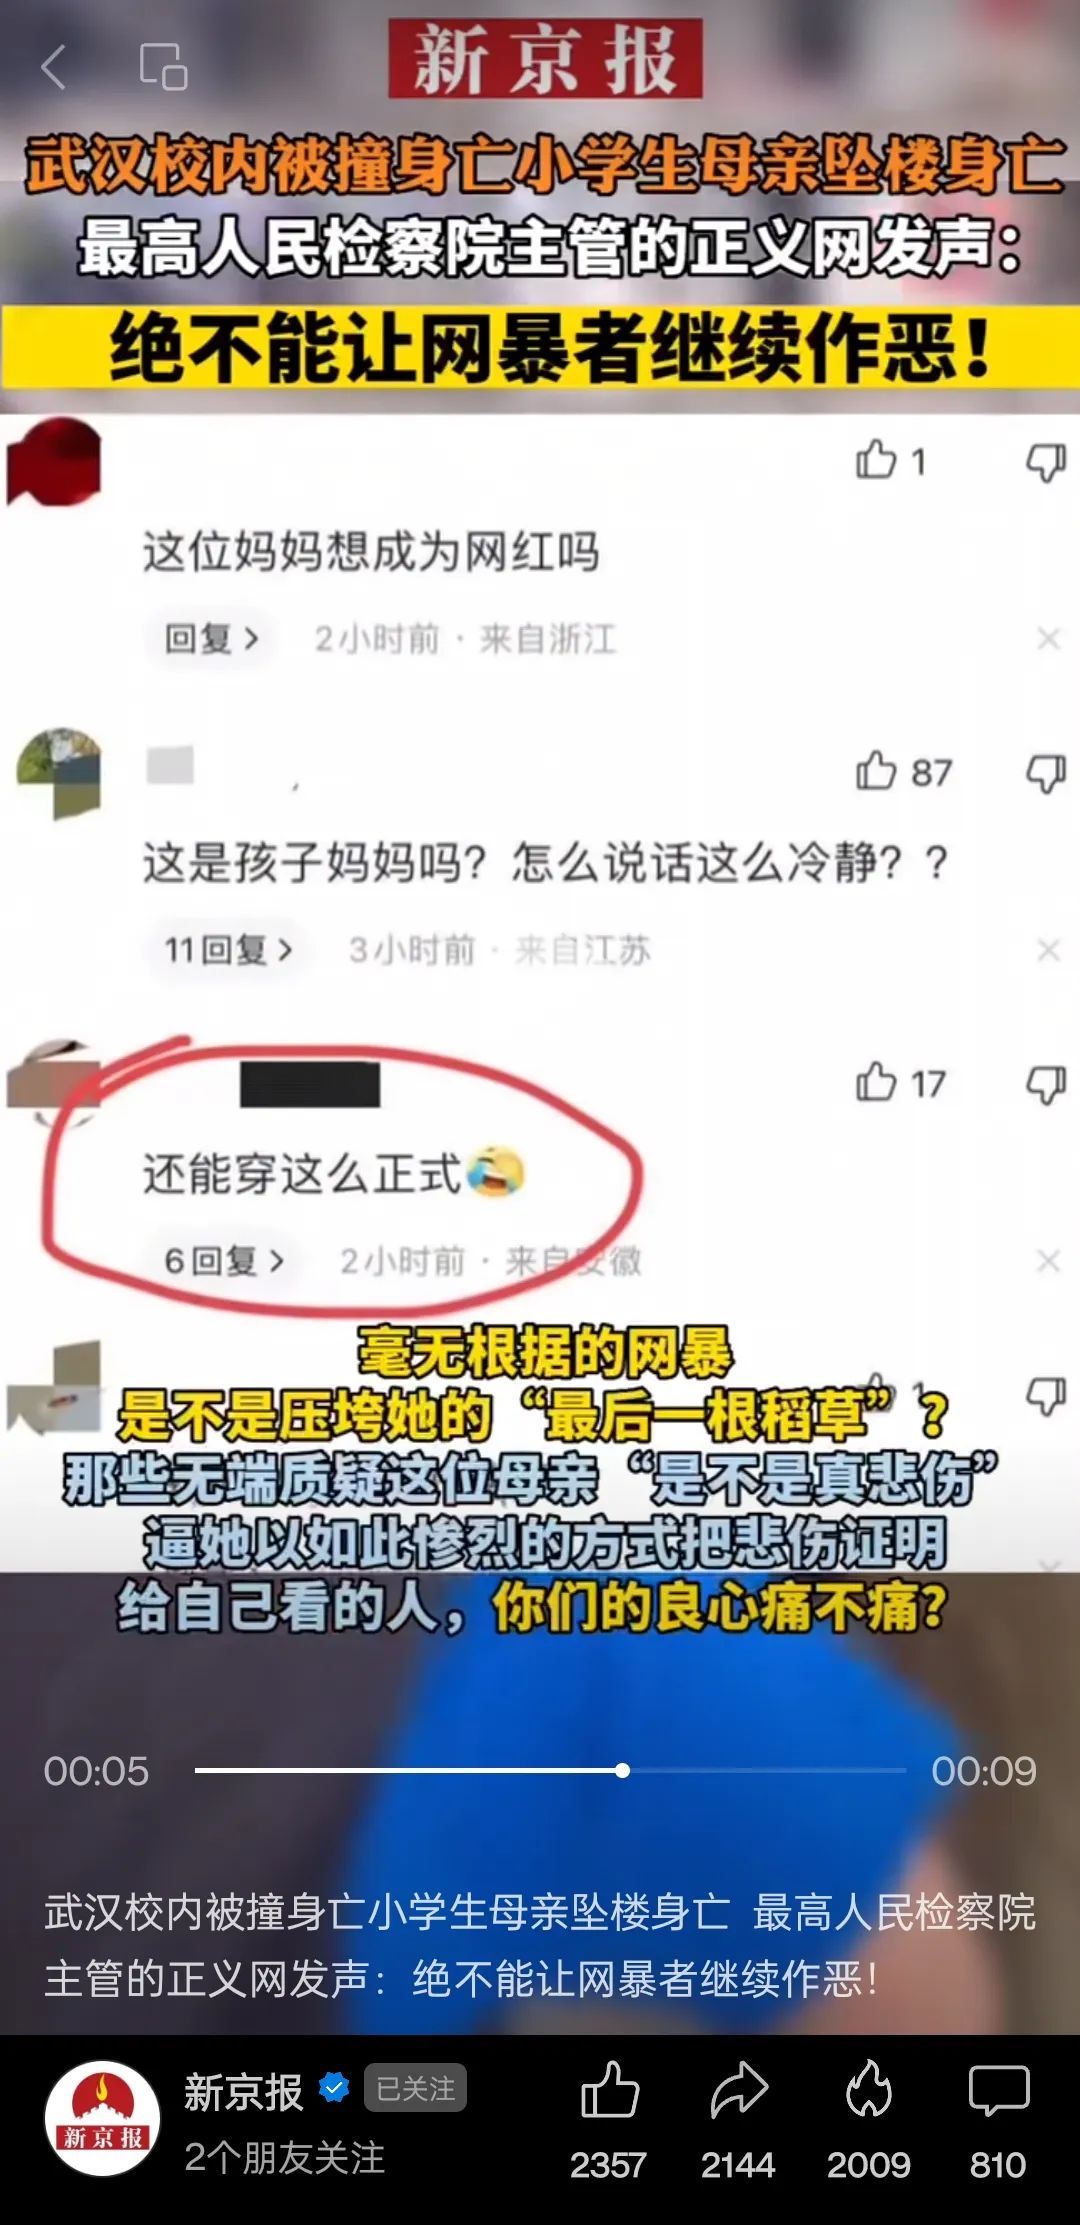 新京报
武汉校内被撞身亡小学生母亲坠楼身亡
最高人民检察院主管的正义网发声：
绝不能让网暴者继续作恶！
1
这位妈妈想成为网红吗
回复 >
2小时前 · 来自浙江
87
这是孩子妈妈吗？怎么说话这么冷静？？
11回复 >
3小时前 · 来自江苏
17
还能穿这么正式🤣
6回复 >
2小时前 · 来自安徽
毫无根据的网暴
是不是压垮她的“最后一根稻草”？
那些无端质疑这位母亲“是不是真悲伤”
逼她以如此惨烈的方式把悲伤证明
给自己看的人，你们的良心痛不痛？
00:05
00:09
武汉校内被撞身亡小学生母亲坠楼身亡 最高人民检察院
主管的正义网发声：绝不能让网暴者继续作恶！
新京报
新京报
已关注
2个朋友关注
2357
2144
2009
810